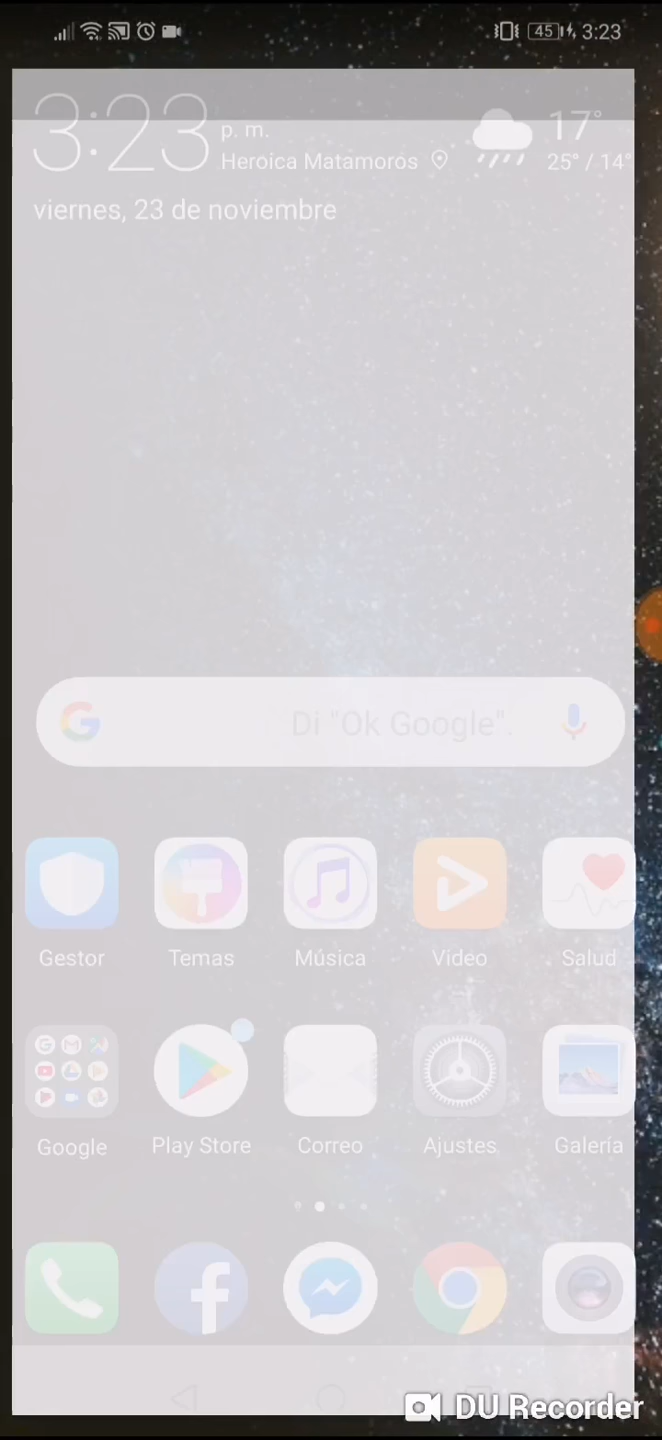 45 3:23
3:23 p. m.
Heroica Matamoros
17°
25° / 14°
viernes, 23 de noviembre
Di "Ok Google".
Gestor Temas Música Video Salud
Google Play Store Correo Ajustes Galería
DU Recorder